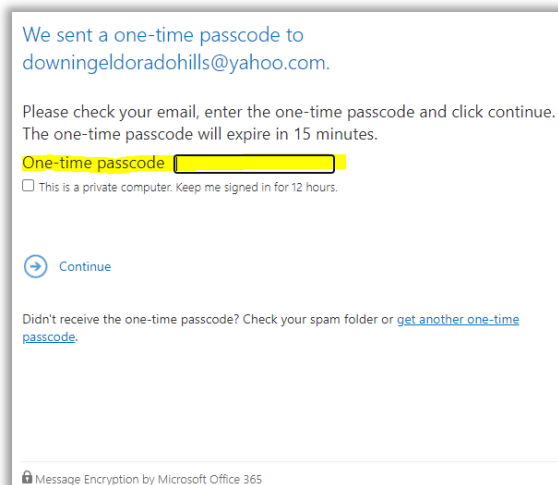 We sent a one-time passcode to
downingeldoradohills@yahoo.com.
Please check your email, enter the one-time passcode and click continue.
The one-time passcode will expire in 15 minutes.
One-time passcode
This is a private computer. Keep me signed in for 12 hours.
Continue
Didn't receive the one-time passcode? Check your spam folder or get another one-time
passcode.
Message Encryption by Microsoft Office 365